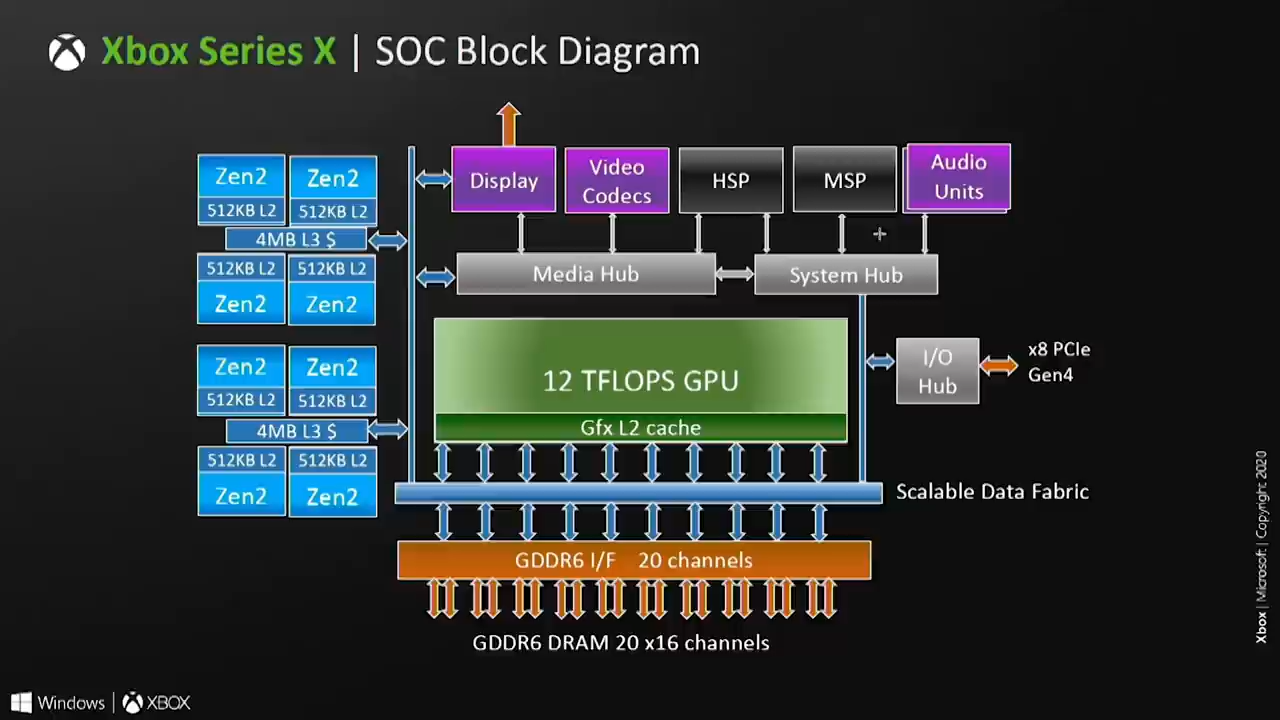 Xbox Series X | SOC Block Diagram
Zen2 Zen2
512KB L2 512KB L2
4MB L3 $
512KB L2 512KB L2
Zen2 Zen2
Zen2 Zen2
512KB L2 512KB L2
4MB L3 $
512KB L2 512KB L2
Zen2 Zen2
Display
Video
Codecs
HSP
MSP
Audio
Units
Media Hub
System Hub
12 TFLOPS GPU
Gfx L2 cache
I/O
Hub
x8 PCIe
Gen4
Scalable Data Fabric
GDDR6 I/F 20 channels
GDDR6 DRAM 20 x16 channels
Xbox | Microsoft | Copyright 2020
Windows | XBOX